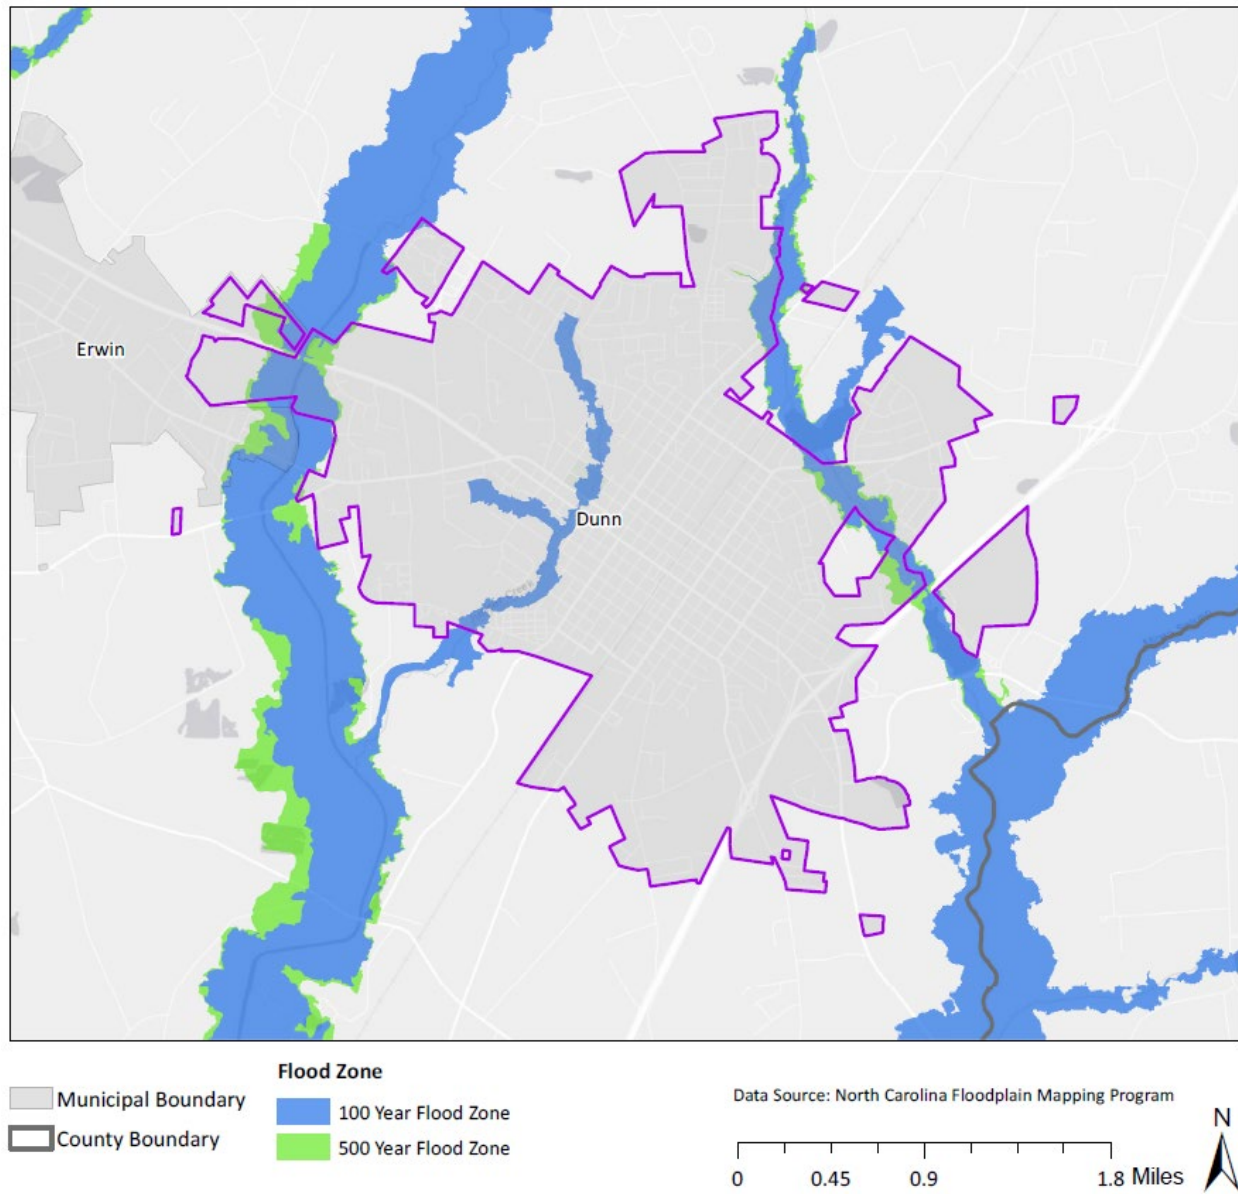 Erwin
Dunn
Flood Zone
Municipal Boundary
100 Year Flood Zone
County Boundary
500 Year Flood Zone
Data Source: North Carolina Floodplain Mapping Program
N
0 0.45 0.9 1.8 Miles